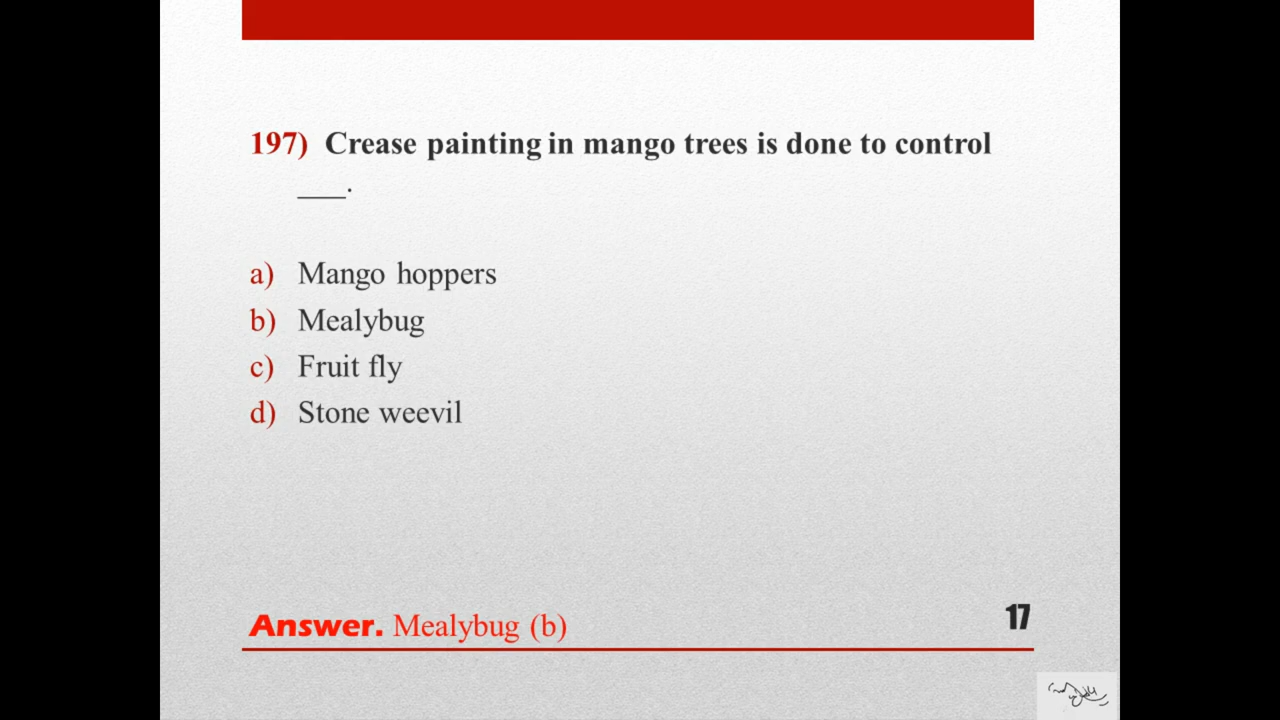 197) Crease painting in mango trees is done to control
___.
a) Mango hoppers
b) Mealybug
c) Fruit fly
d) Stone weevil
Answer. Mealybug (b)
17